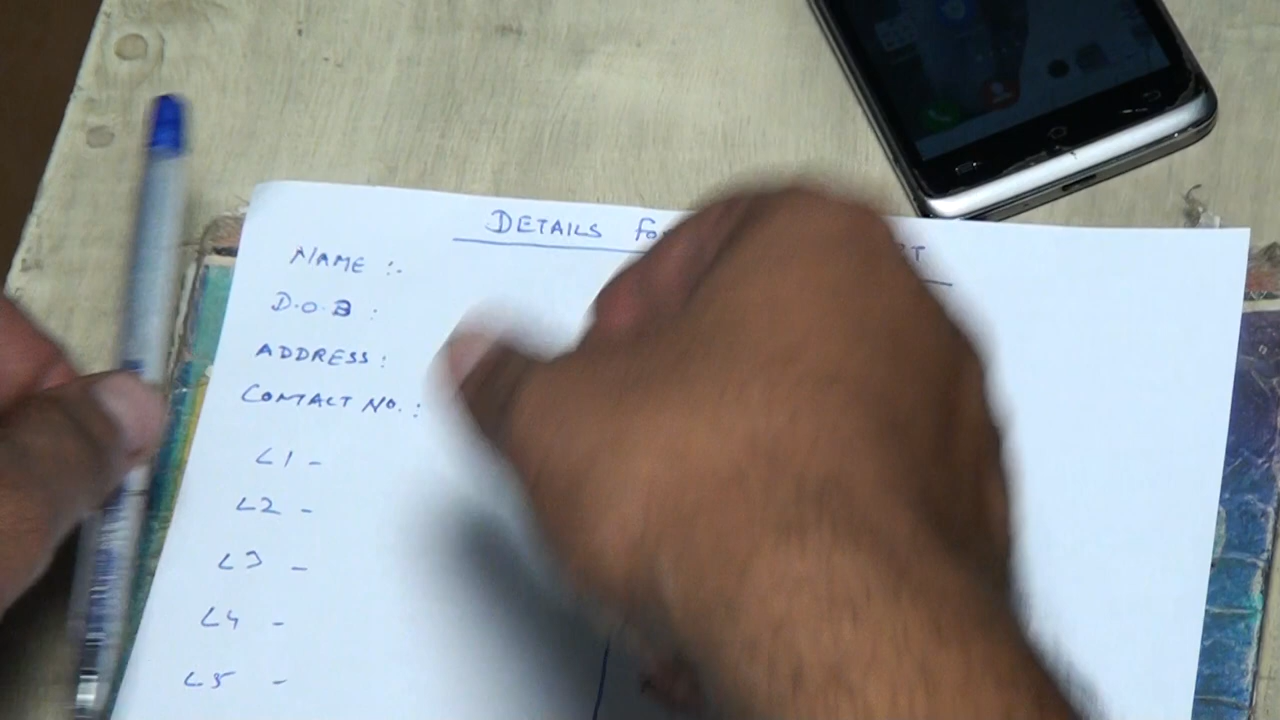 DETAILS
NAME :-
D.O.B :
ADDRESS :
CONTACT NO. :
L1 -
L2 -
L3 -
L4 -
L5 -